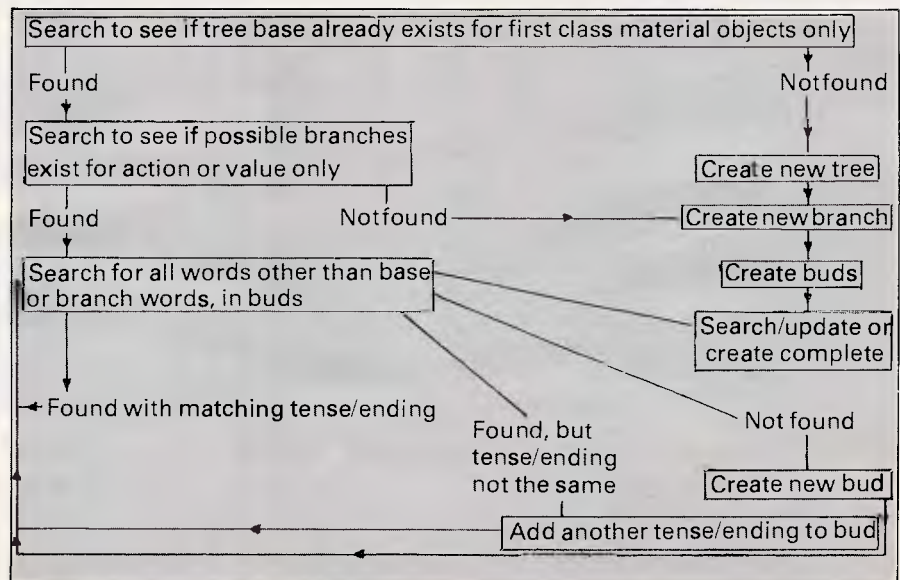 Search to see if tree base already exists for first class material objects only
Found
Not found
Search to see if possible branches
exist for action or value only
Create new tree
Found
Not found
Create new branch
Search for all words other than base
or branch words, in buds
Create buds
Search/update or
create complete
Found with matching tense/ending
Found, but
tense/ending
not the same
Not found
Create new bud
Add another tense/ending to bud